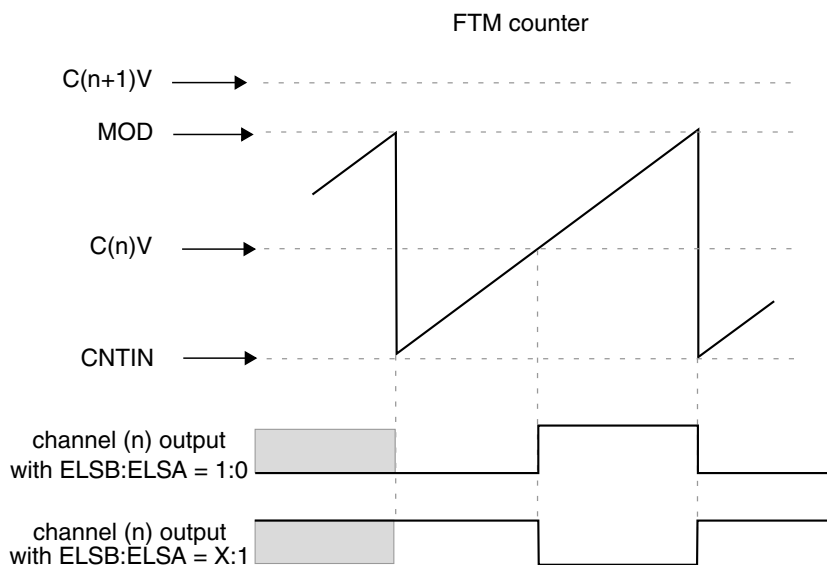 FTM counter
C(n+1)V
MOD
C(n)V
CNTIN
channel (n) output
with ELSB:ELSA = 1:0
channel (n) output
with ELSB:ELSA = X:1